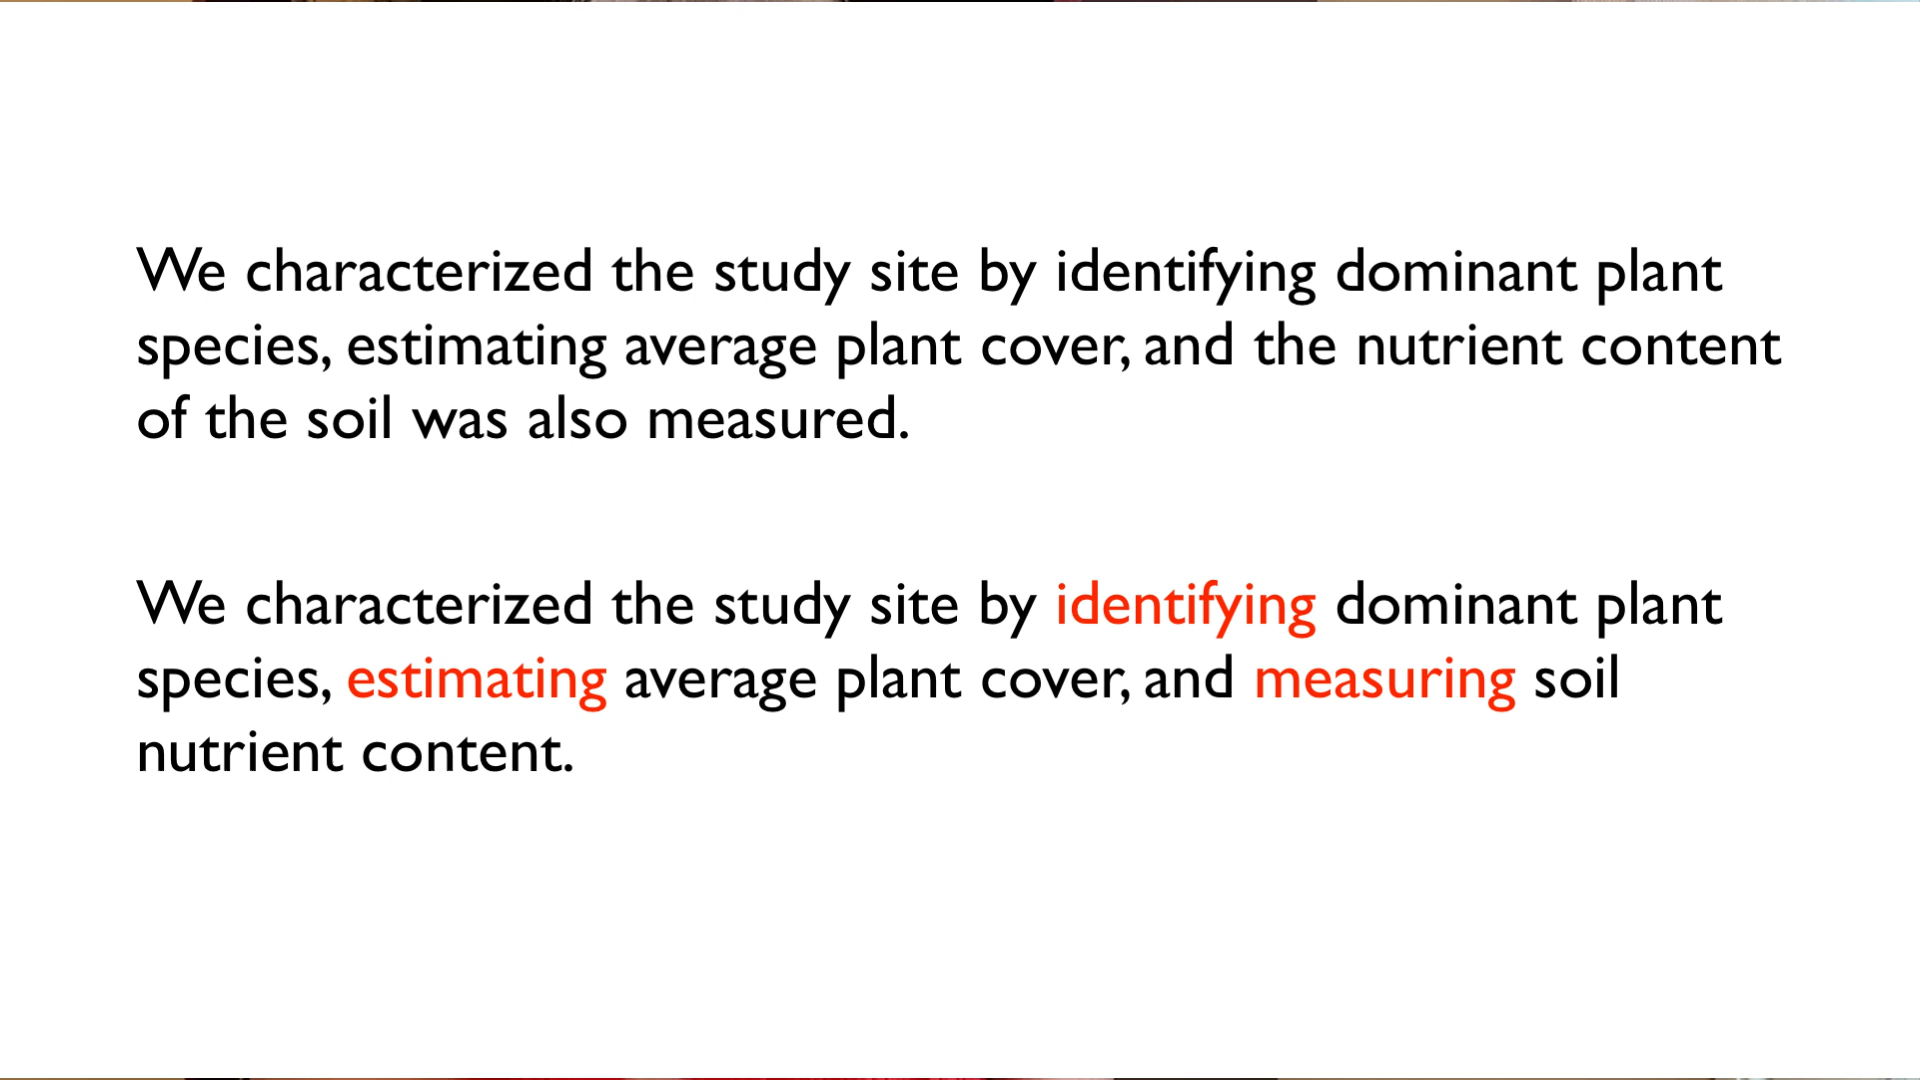 We characterized the study site by identifying dominant plant
species, estimating average plant cover, and the nutrient content
of the soil was also measured.
We characterized the study site by identifying dominant plant
species, estimating average plant cover, and measuring soil
nutrient content.